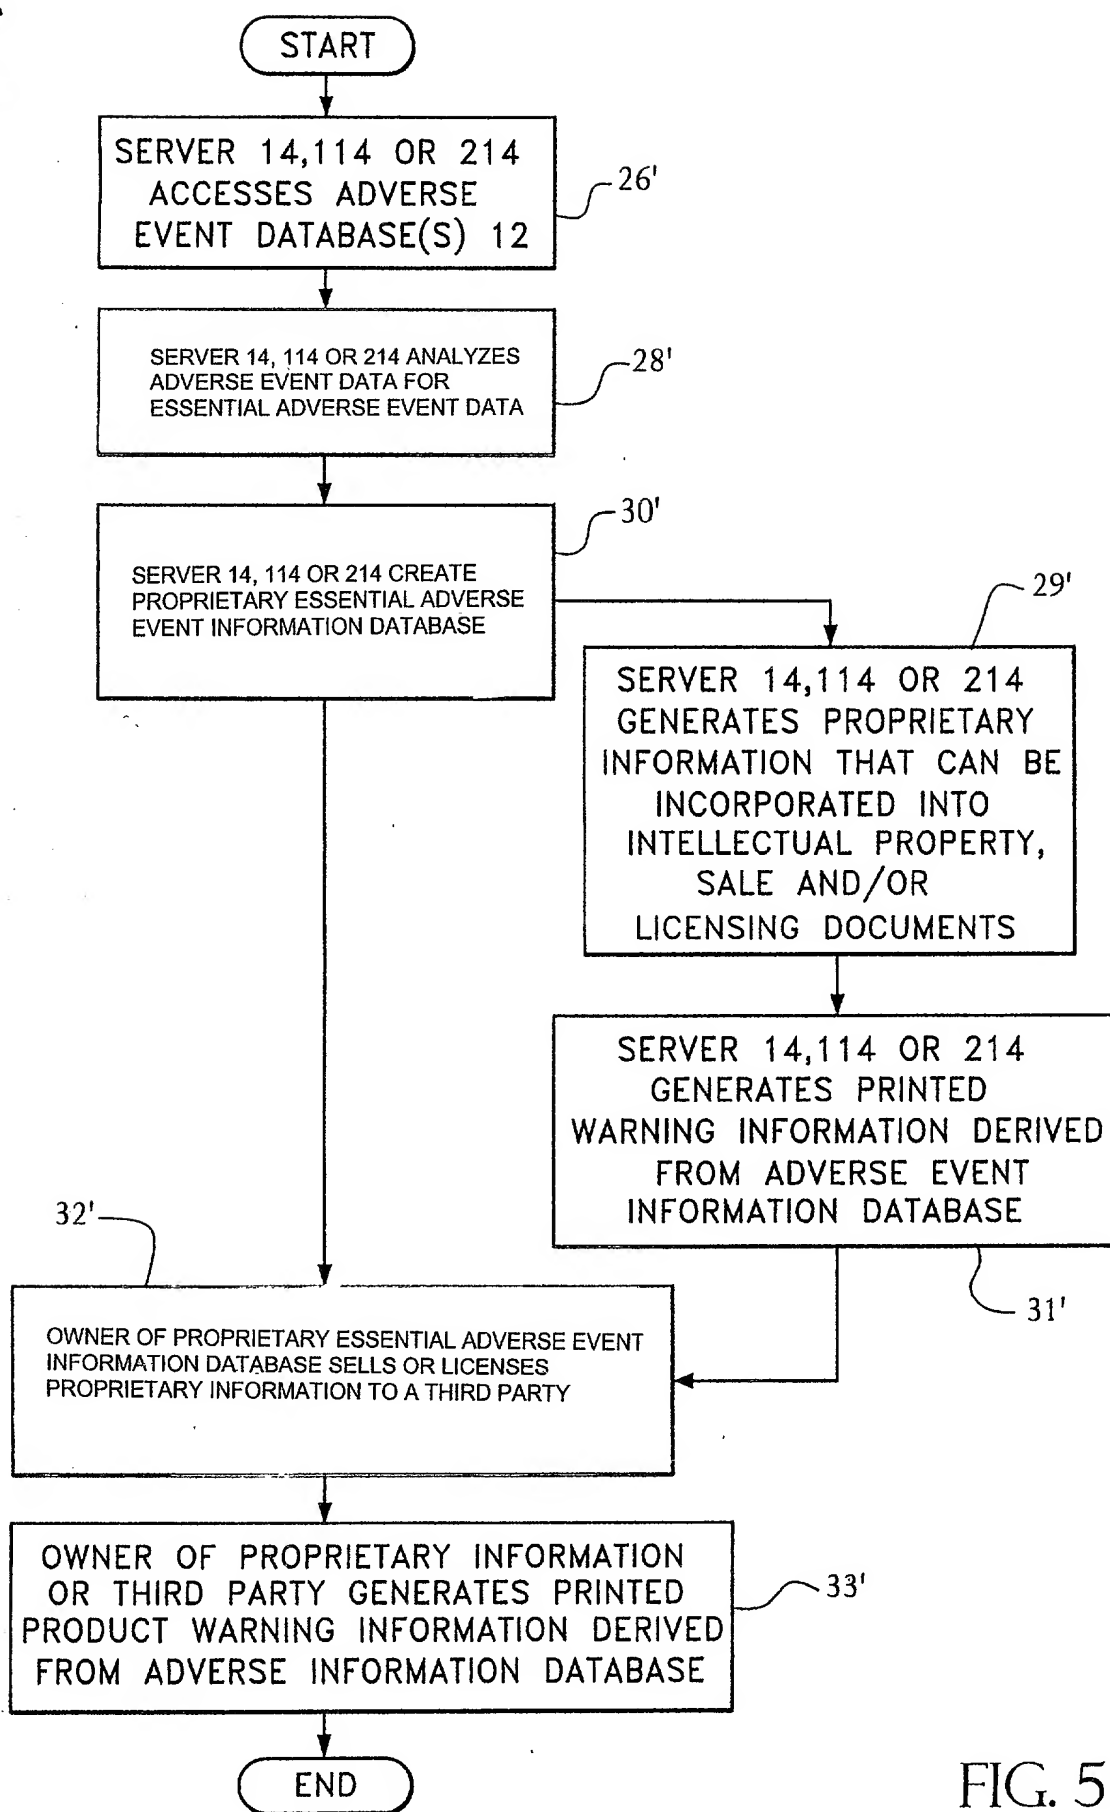 START
SERVER 14,114 OR 214
ACCESSES ADVERSE
EVENT DATABASE(S) 12
26'
SERVER 14, 114 OR 214 ANALYZES
ADVERSE EVENT DATA FOR
ESSENTIAL ADVERSE EVENT DATA
28'
30'
SERVER 14, 114 OR 214 CREATE
PROPRIETARY ESSENTIAL ADVERSE
EVENT INFORMATION DATABASE
29'
SERVER 14,114 OR 214
GENERATES PROPRIETARY
INFORMATION THAT CAN BE
INCORPORATED INTO
INTELLECTUAL PROPERTY,
SALE AND/OR
LICENSING DOCUMENTS
SERVER 14,114 OR 214
GENERATES PRINTED
WARNING INFORMATION DERIVED
FROM ADVERSE EVENT
INFORMATION DATABASE
31'
32'
OWNER OF PROPRIETARY ESSENTIAL ADVERSE EVENT
INFORMATION DATABASE SELLS OR LICENSES
PROPRIETARY INFORMATION TO A THIRD PARTY
OWNER OF PROPRIETARY INFORMATION
OR THIRD PARTY GENERATES PRINTED
PRODUCT WARNING INFORMATION DERIVED
FROM ADVERSE INFORMATION DATABASE
33'
END
FIG. 5